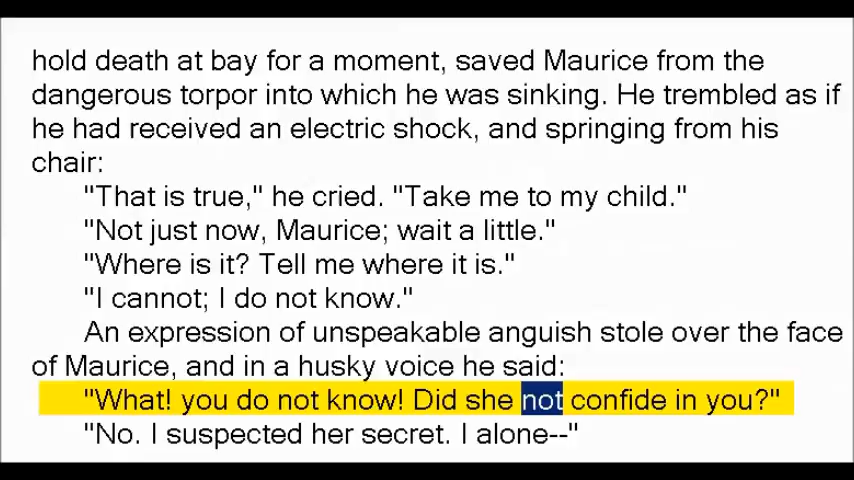 hold death at bay for a moment, saved Maurice from the
dangerous torpor into which he was sinking. He trembled as if
he had received an electric shock, and springing from his
chair:
"That is true," he cried. "Take me to my child."
"Not just now, Maurice; wait a little."
"Where is it? Tell me where it is."
"I cannot; I do not know."
An expression of unspeakable anguish stole over the face
of Maurice, and in a husky voice he said:
"What! you do not know! Did she not confide in you?"
"No. I suspected her secret. I alone--"